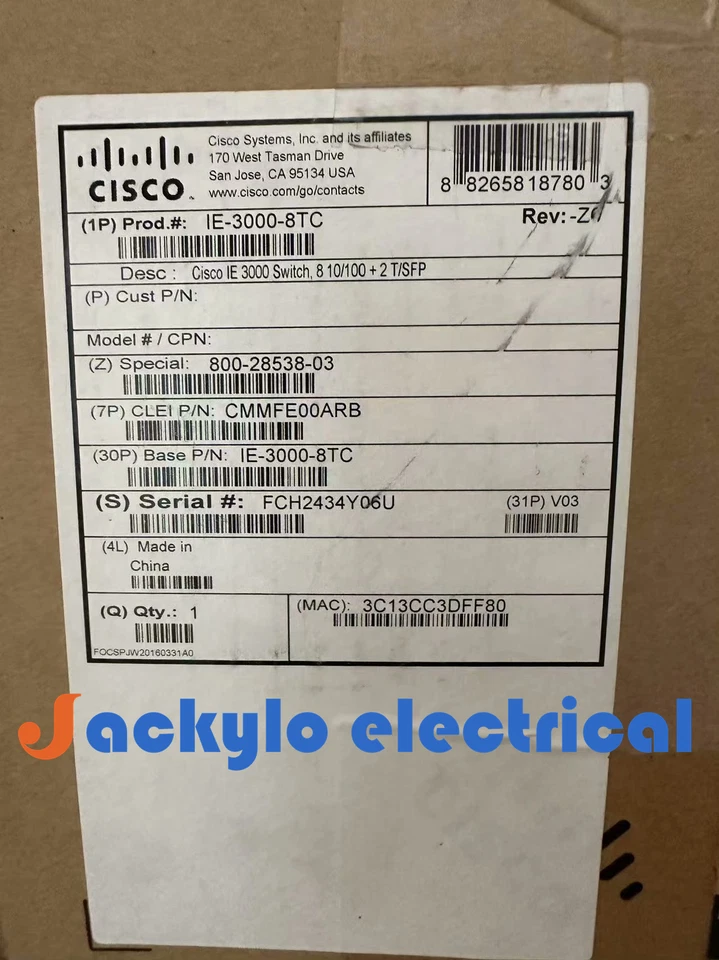 Cisco Systems, Inc. and its affiliates
170 West Tasman Drive
San Jose, CA 95134 USA
www.cisco.com/go/contacts
CISCO™
8 82658 18780 3
(1P) Prod.#: IE-3000-8TC
Rev:
Desc : Cisco IE 3000 Switch, 8 10/100 + 2 T/SFP
(P) Cust P/N:
Model # / CPN:
(Z) Special: 800-28538-03
(7P) CLEI P/N: CMMFE00ARB
(30P) Base P/N: IE-3000-8TC
(S) Serial #: FCH2434Y06U
(31P) V03
(4L) Made in
China
(Q) Qty.: 1
(MAC): 3C13CC3DFF80
FOCSPJW20160331A0
Jackylo electrical